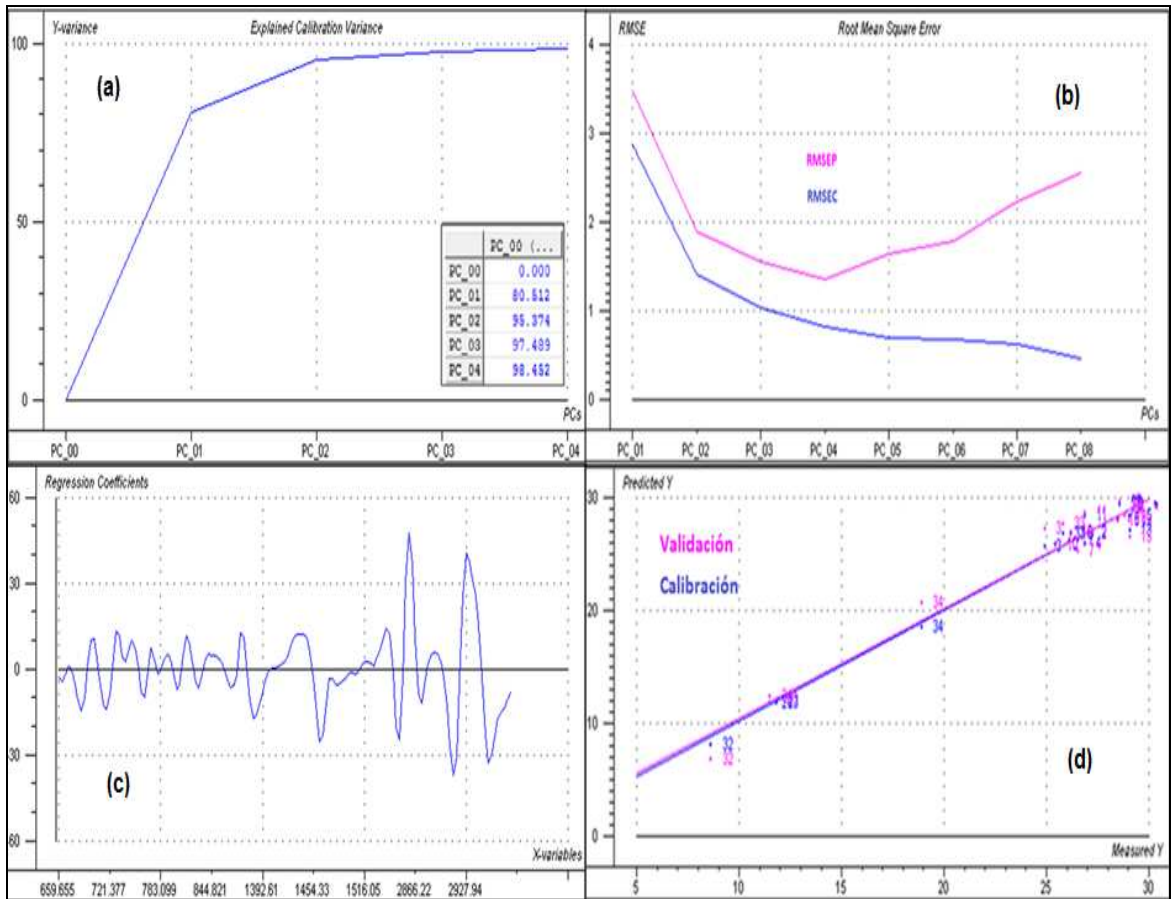 Y-variance Explained Calibration Variance
100
(a)
50
PC_00 (...
PC_00 0.000
PC_01 80.512
PC_02 95.374
PC_03 97.489
PC_04 98.452
0
PCs
PC_00 PC_01 PC_02 PC_03 PC_04
RMSE Root Mean Square Error
4
(b)
3
RMSEP
RMSEC
2
1
0
PCs
PC_01 PC_02 PC_03 PC_04 PC_05 PC_06 PC_07 PC_08
Regression Coefficients
60
30
0
30
(c)
60
X-variables
659.655 721.377 783.099 844.821 1392.61 1454.33 1516.05 2866.22 2927.94
Predicted Y
30
Validación
Calibración
20
34
34
10
32
32
(d)
0
Measured Y
5 10 15 20 25 30